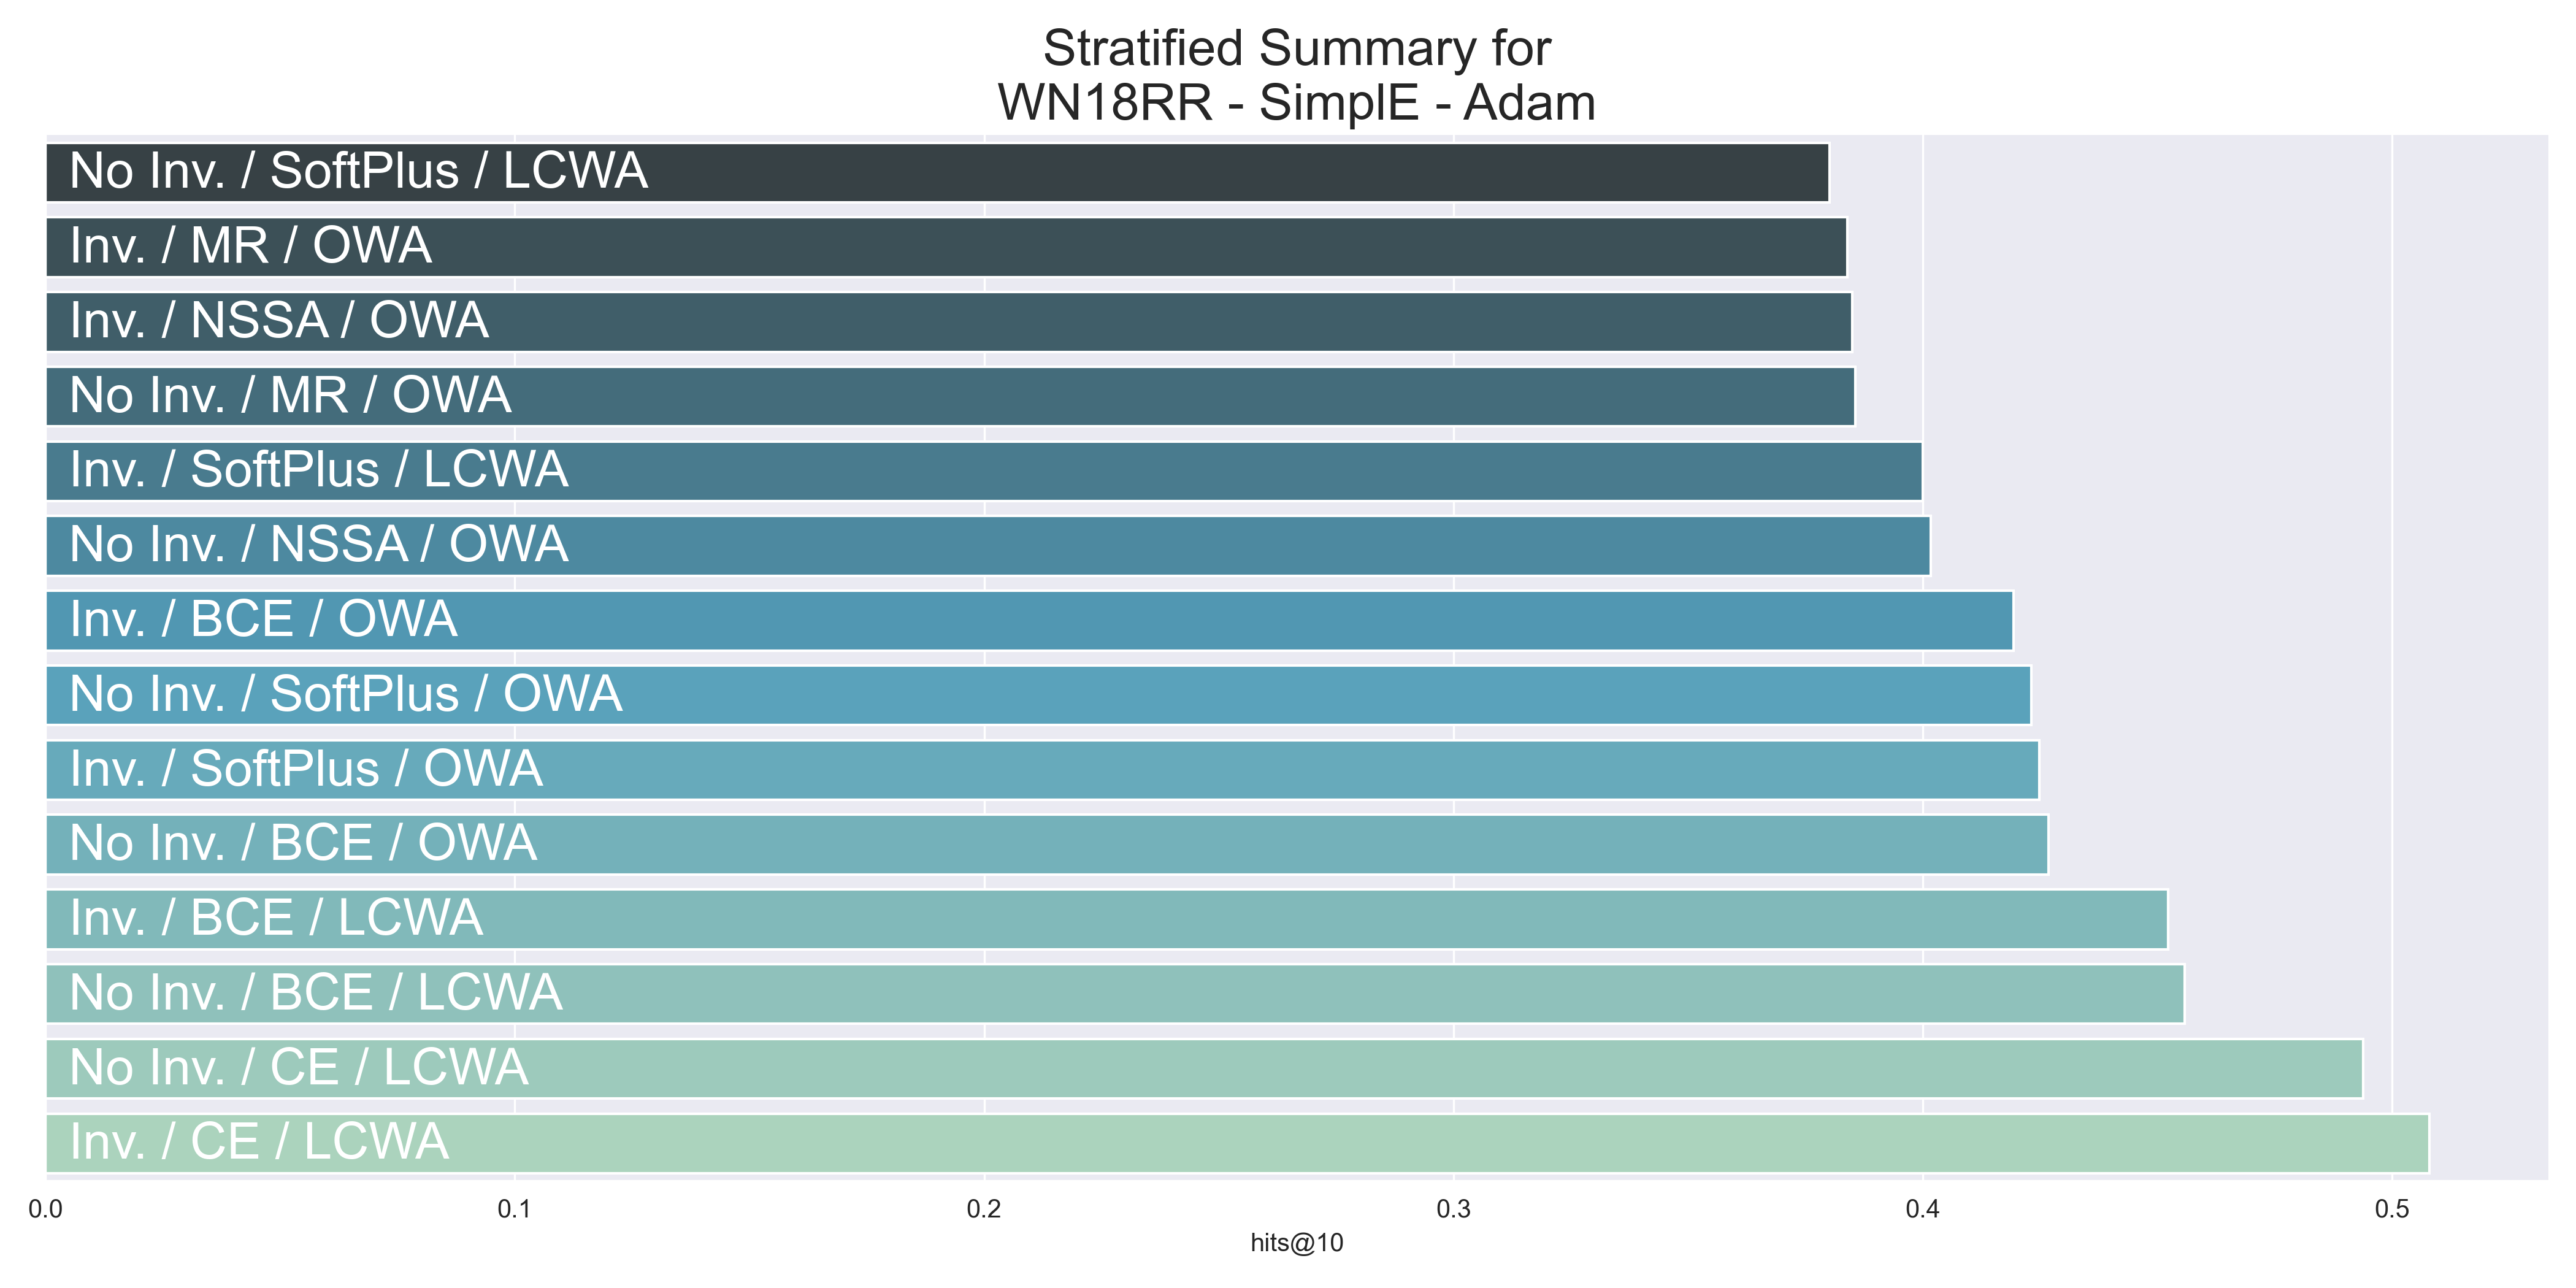 Stratified Summary for
WN18RR - SimplE - Adam
No Inv. / SoftPlus / LCWA
Inv. / MR / OWA
Inv. / NSSA / OWA
No Inv. / MR / OWA
Inv. / SoftPlus / LCWA
No Inv. / NSSA / OWA
Inv. / BCE / OWA
No Inv. / SoftPlus / OWA
Inv. / SoftPlus / OWA
No Inv. / BCE / OWA
Inv. / BCE / LCWA
No Inv. / BCE / LCWA
No Inv. / CE / LCWA
Inv. / CE / LCWA
0.0 0.1 0.2 0.3 0.4 0.5
hits@10